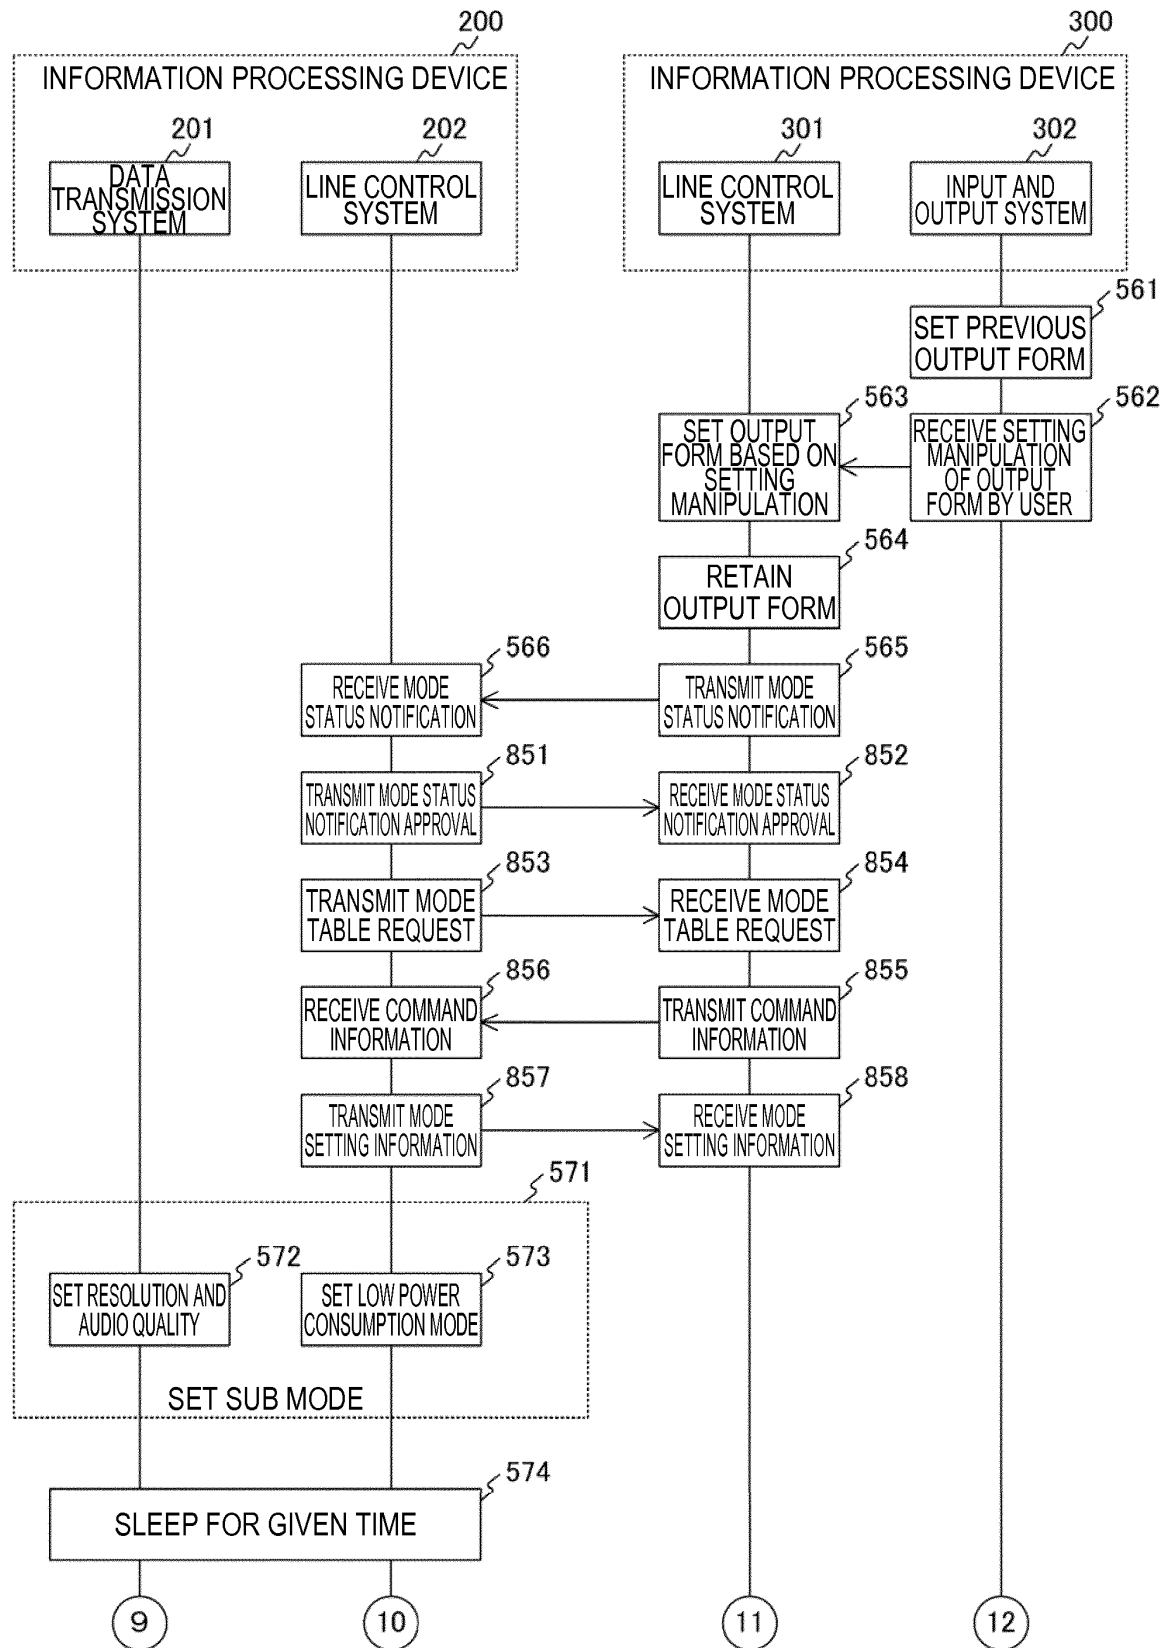 200
300
INFORMATION PROCESSING DEVICE
INFORMATION PROCESSING DEVICE
201
202
301
302
DATA
TRANSMISSION
SYSTEM
LINE CONTROL
SYSTEM
LINE CONTROL
SYSTEM
INPUT AND
OUTPUT SYSTEM
561
SET PREVIOUS
OUTPUT FORM
563
562
SET OUTPUT
FORM BASED ON
SETTING
MANIPULATION
RECEIVE SETTING
MANIPULATION
OF OUTPUT
FORM BY USER
564
RETAIN
OUTPUT FORM
566
565
RECEIVE MODE
STATUS NOTIFICATION
TRANSMIT MODE
STATUS NOTIFICATION
851
852
TRANSMIT MODE STATUS
NOTIFICATION APPROVAL
RECEIVE MODE STATUS
NOTIFICATION APPROVAL
853
854
TRANSMIT MODE
TABLE REQUEST
RECEIVE MODE
TABLE REQUEST
856
855
RECEIVE COMMAND
INFORMATION
TRANSMIT COMMAND
INFORMATION
857
858
TRANSMIT MODE
SETTING INFORMATION
RECEIVE MODE
SETTING INFORMATION
571
572
573
SET RESOLUTION AND
AUDIO QUALITY
SET LOW POWER
CONSUMPTION MODE
SET SUB MODE
574
SLEEP FOR GIVEN TIME
9
10
11
12